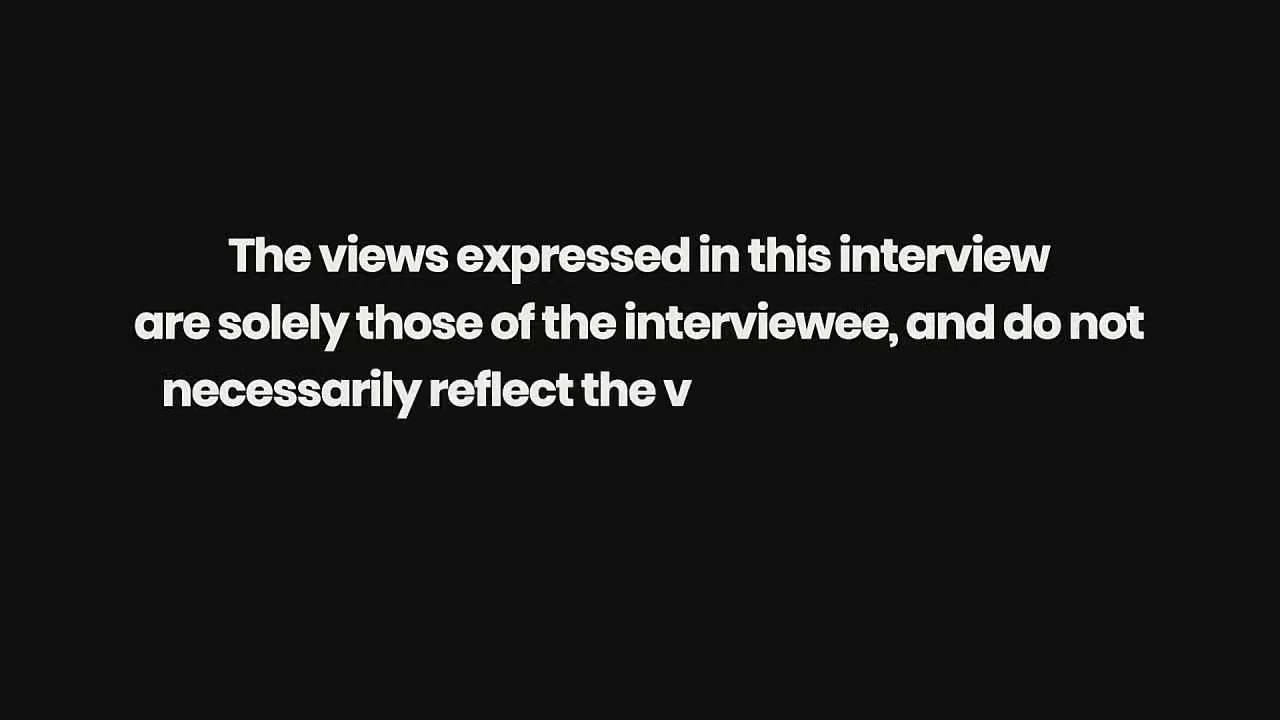 The views expressed in this interview
are solely those of the interviewee, and do not
necessarily reflect the v